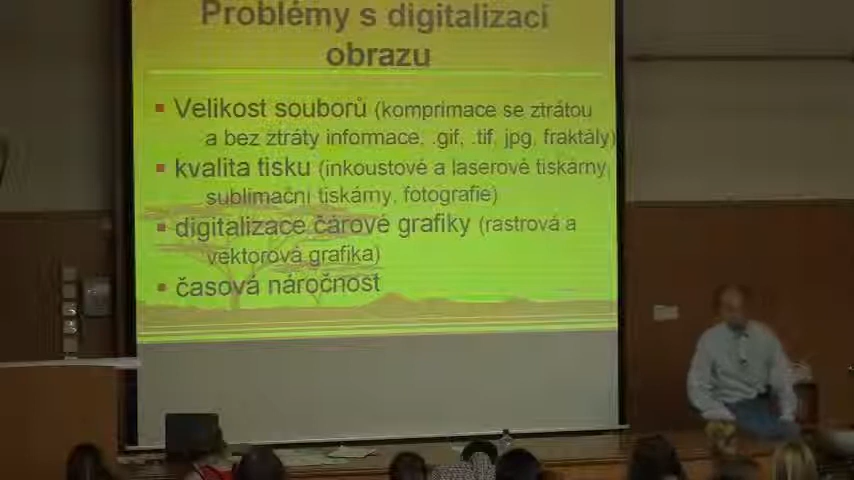 Problémy s digitalizací
obrazu
Velikost souborů (komprimace se ztrátou
a bez ztráty informace, .gif, .tif, jpg, fraktály)
kvalita tisku (inkoustové a laserové tiskárny,
sublimační tiskárny, fotografie)
digitalizace čárové grafiky (rastrová a
vektorová grafika)
časová náročnost